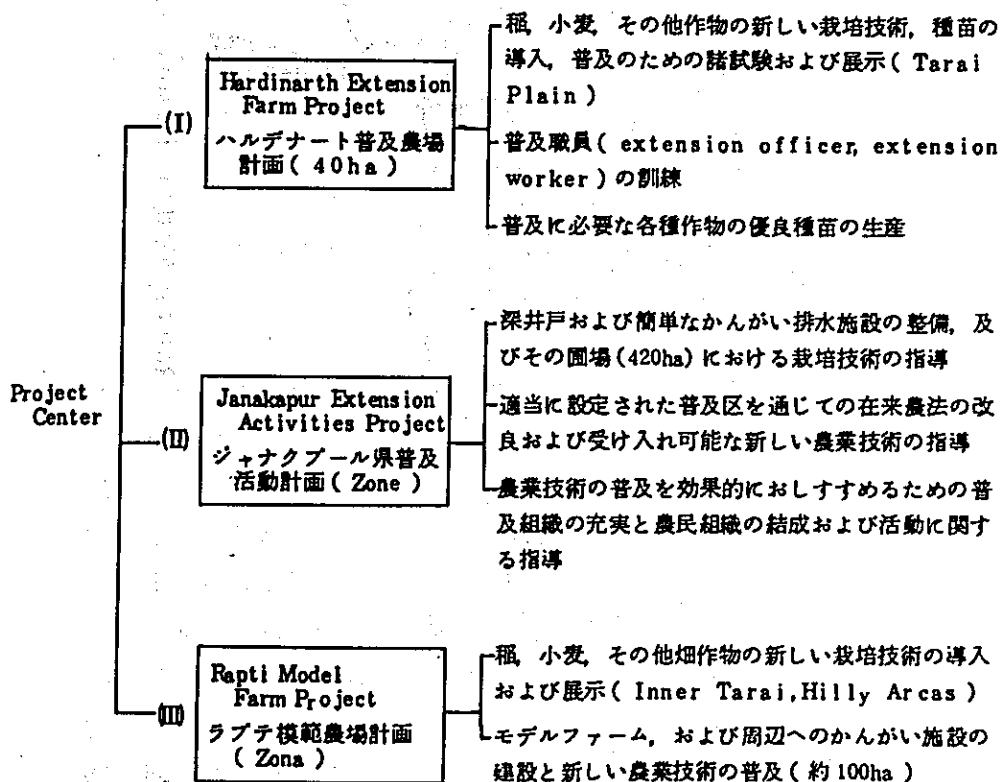 Project
Center
(I)
Hardinarth Extension
Farm Project
ハルデナート普及農場
計画( 40ha )
稲, 小麦, その他作物の新しい栽培技術, 種苗の
導入, 普及のための諸試験および展示( Tarai
Plain )
普及職員( extension officer, extension
worker ) の訓練
普及に必要な各種作物の優良種苗の生産
(II)
Janakapur Extension
Activities Project
ジャナクプール県普及
活動計画( Zone )
深井戸および簡単なかんがい排水施設の整備, 及
びその圃場(420ha) における栽培技術の指導
適当に設定された普及区を通じての在来農法の改
良および受け入れ可能な新しい農業技術の指導
農業技術の普及を効果的におしすすめるための普
及組織の充実と農民組織の結成および活動に関す
る指導
(III)
Rapti Model
Farm Project
ラプテ模範農場計画
( Zona )
稲, 小麦, その他畑作物の新しい栽培技術の導入
および展示( Inner Tarai,Hilly Arcas )
モデルファーム, および周辺へのかんがい施設の
建設と新しい農業技術の普及( 約 100ha )